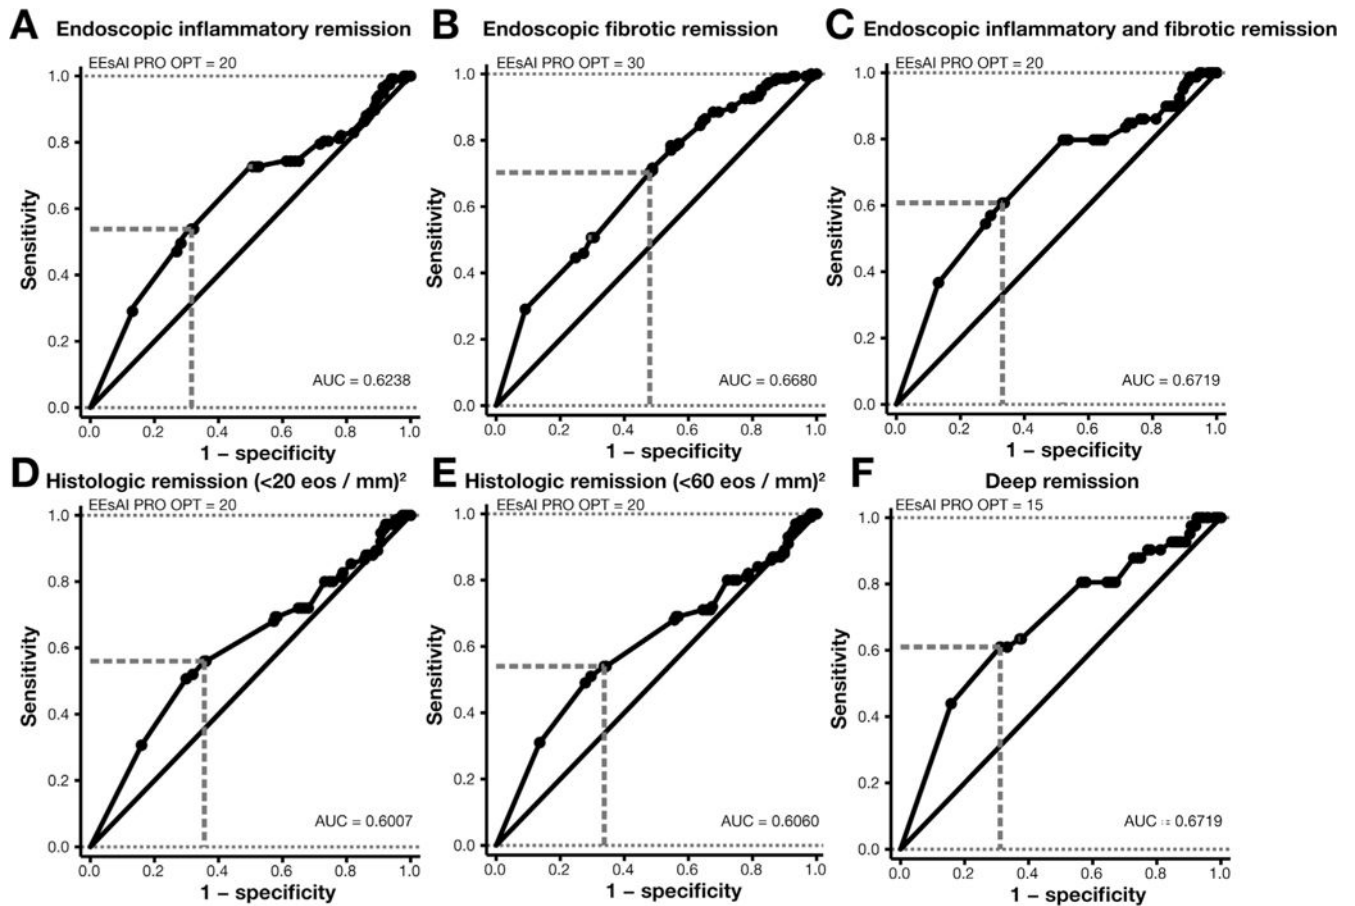 A Endoscopic inflammatory remission
EEsAI PRO OPT = 20
1.0
0.8
0.6
0.4
0.2
0.0
Sensitivity
AUC = 0.6238
0.0 0.2 0.4 0.6 0.8 1.0
1 – specificity
B Endoscopic fibrotic remission
EEsAI PRO OPT = 30
1.0
0.8
0.6
0.4
0.2
0.0
Sensitivity
AUC = 0.6680
0.0 0.2 0.4 0.6 0.8 1.0
1 – specificity
C Endoscopic inflammatory and fibrotic remission
EEsAI PRO OPT = 20
1.0
0.8
0.6
0.4
0.2
0.0
Sensitivity
AUC = 0.6719
0.0 0.2 0.4 0.6 0.8 1.0
1 – specificity
D Histologic remission (<20 eos / mm)²
EEsAI PRO OPT = 20
1.0
0.8
0.6
0.4
0.2
0.0
Sensitivity
AUC = 0.6007
0.0 0.2 0.4 0.6 0.8 1.0
1 – specificity
E Histologic remission (<60 eos / mm)²
EEsAI PRO OPT = 20
1.0
0.8
0.6
0.4
0.2
0.0
Sensitivity
AUC = 0.6060
0.0 0.2 0.4 0.6 0.8 1.0
1 – specificity
F Deep remission
EEsAI PRO OPT = 15
1.0
0.8
0.6
0.4
0.2
0.0
Sensitivity
AUC = 0.6719
0.0 0.2 0.4 0.6 0.8 1.0
1 – specificity